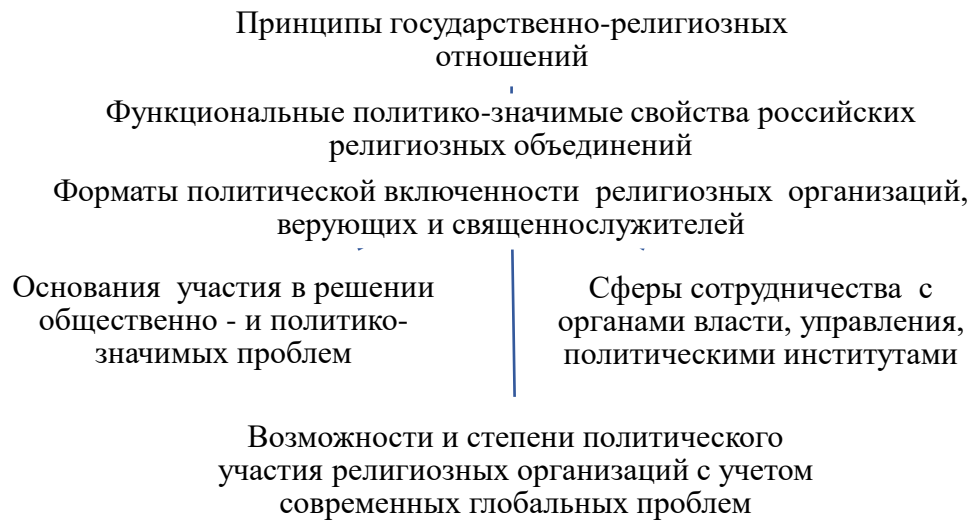 Принципы государственно-религиозных
отношений
Функциональные политико-значимые свойства российских
религиозных объединений
Форматы политической включенности религиозных организаций,
верующих и священнослужителей
Основания участия в решении
общественно - и политико-
значимых проблем
Сферы сотрудничества с
органами власти, управления,
политическими институтами
Возможности и степени политического
участия религиозных организаций с учетом
современных глобальных проблем